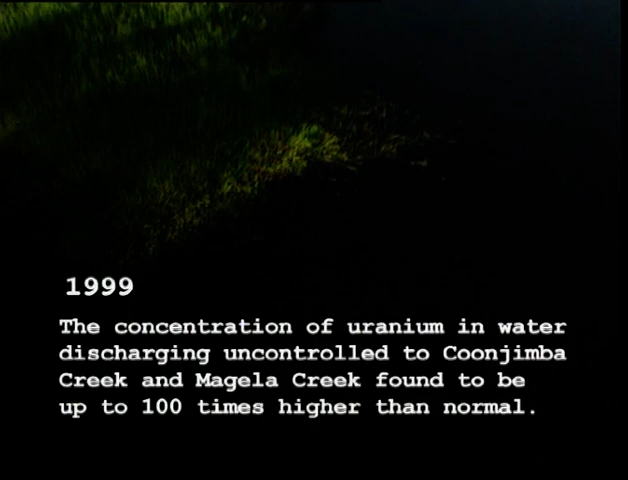 1999
The concentration of uranium in water
discharging uncontrolled to Coonjimba
Creek and Magela Creek found to be
up to 100 times higher than normal.